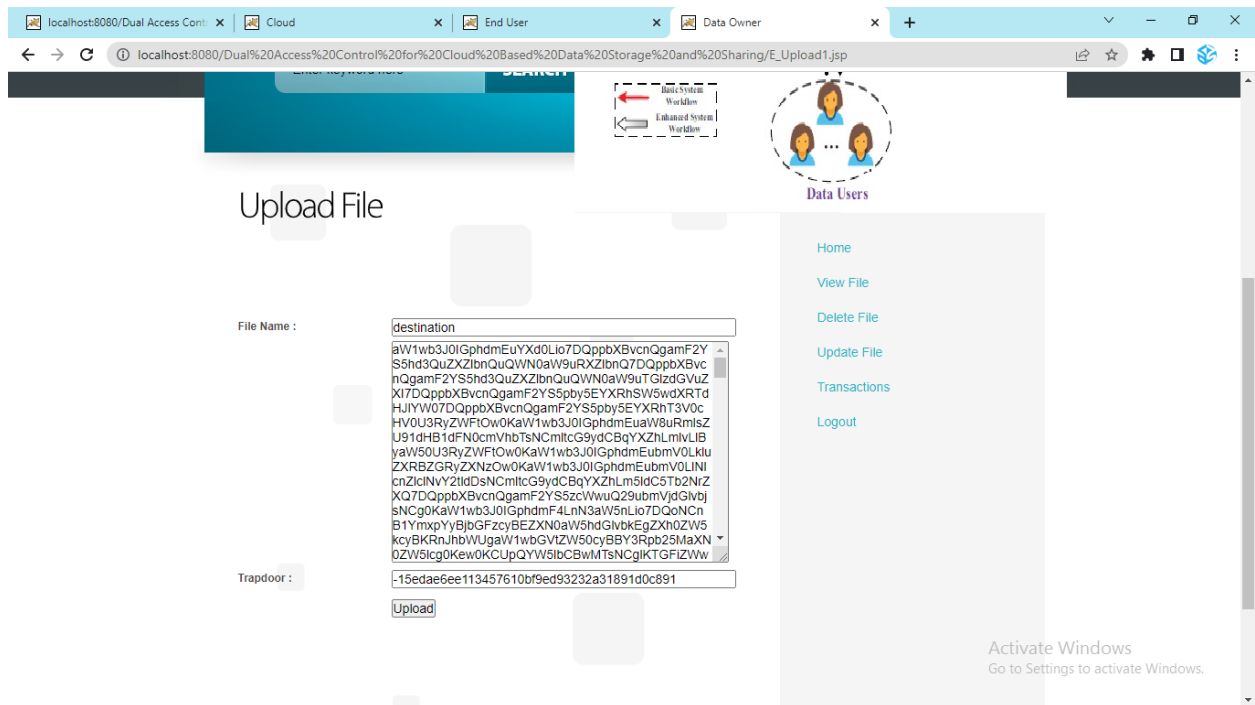 localhost:8080/Dual Access Cont
Cloud
End User
Data Owner
localhost:8080/Dual%20Access%20Control%20for%20Cloud%20Based%20Data%20Storage%20and%20Sharing/E_Upload1.jsp
Basic System
Workflow
Enhanced System
Workflow
...
Data Users
Upload File
Home
View File
Delete File
Update File
Transactions
Logout
File Name :
destination
aW1wb3J0IGphdmEuYXd0Lio7DQppbXBvcnQgamF2Y
S5hd3QuZXZlbnQuQWN0aW9uRXZlbnQ7DQppbXBvc
nQgamF2YS5hd3QuZXZlbnQuQWN0aW9uTGlzdGVuZ
XI7DQppbXBvcnQgamF2YS5pby5EYXRhSW5wdXRTd
HJlYW07DQppbXBvcnQgamF2YS5pby5EYXRhT3V0c
HV0U3RyZWFtOw0KaW1wb3J0IGphdmEuaW8uRmlsZ
U91dHB1dFN0cmVhbTsNCmltcG9ydCBqYXZhLmlvLlB
yaW50U3RyZWFtOw0KaW1wb3J0IGphdmEubmV0LkluZ
ZXRBZGRyZXNzOw0KaW1wb3J0IGphdmEubmV0LlNl
cnZlclNvY2tldDsNCmltcG9ydCBqYXZhLm5ldC5Tb2NrZ
XQ7DQppbXBvcnQgamF2YS5zcWwuQ29ubmVjdGlvbj
sNCg0KaW1wb3J0IGphdmF4LnN3aW5nLio7DQoNCn
B1YmxpYyBjbGFzcyBEZXN0aW5hdGlvbkEgZXh0ZW5
kcyBKRnJhbWUgaW1wbGVtZW50cyBBY3Rpb25MaXN
0ZW5lcg0Kew0KCUpQYW5lbCBwMTsNCglKTGFiZWw
Trapdoor :
-15edae6ee113457610bf9ed93232a31891d0c891
Upload
Activate Windows
Go to Settings to activate Windows.